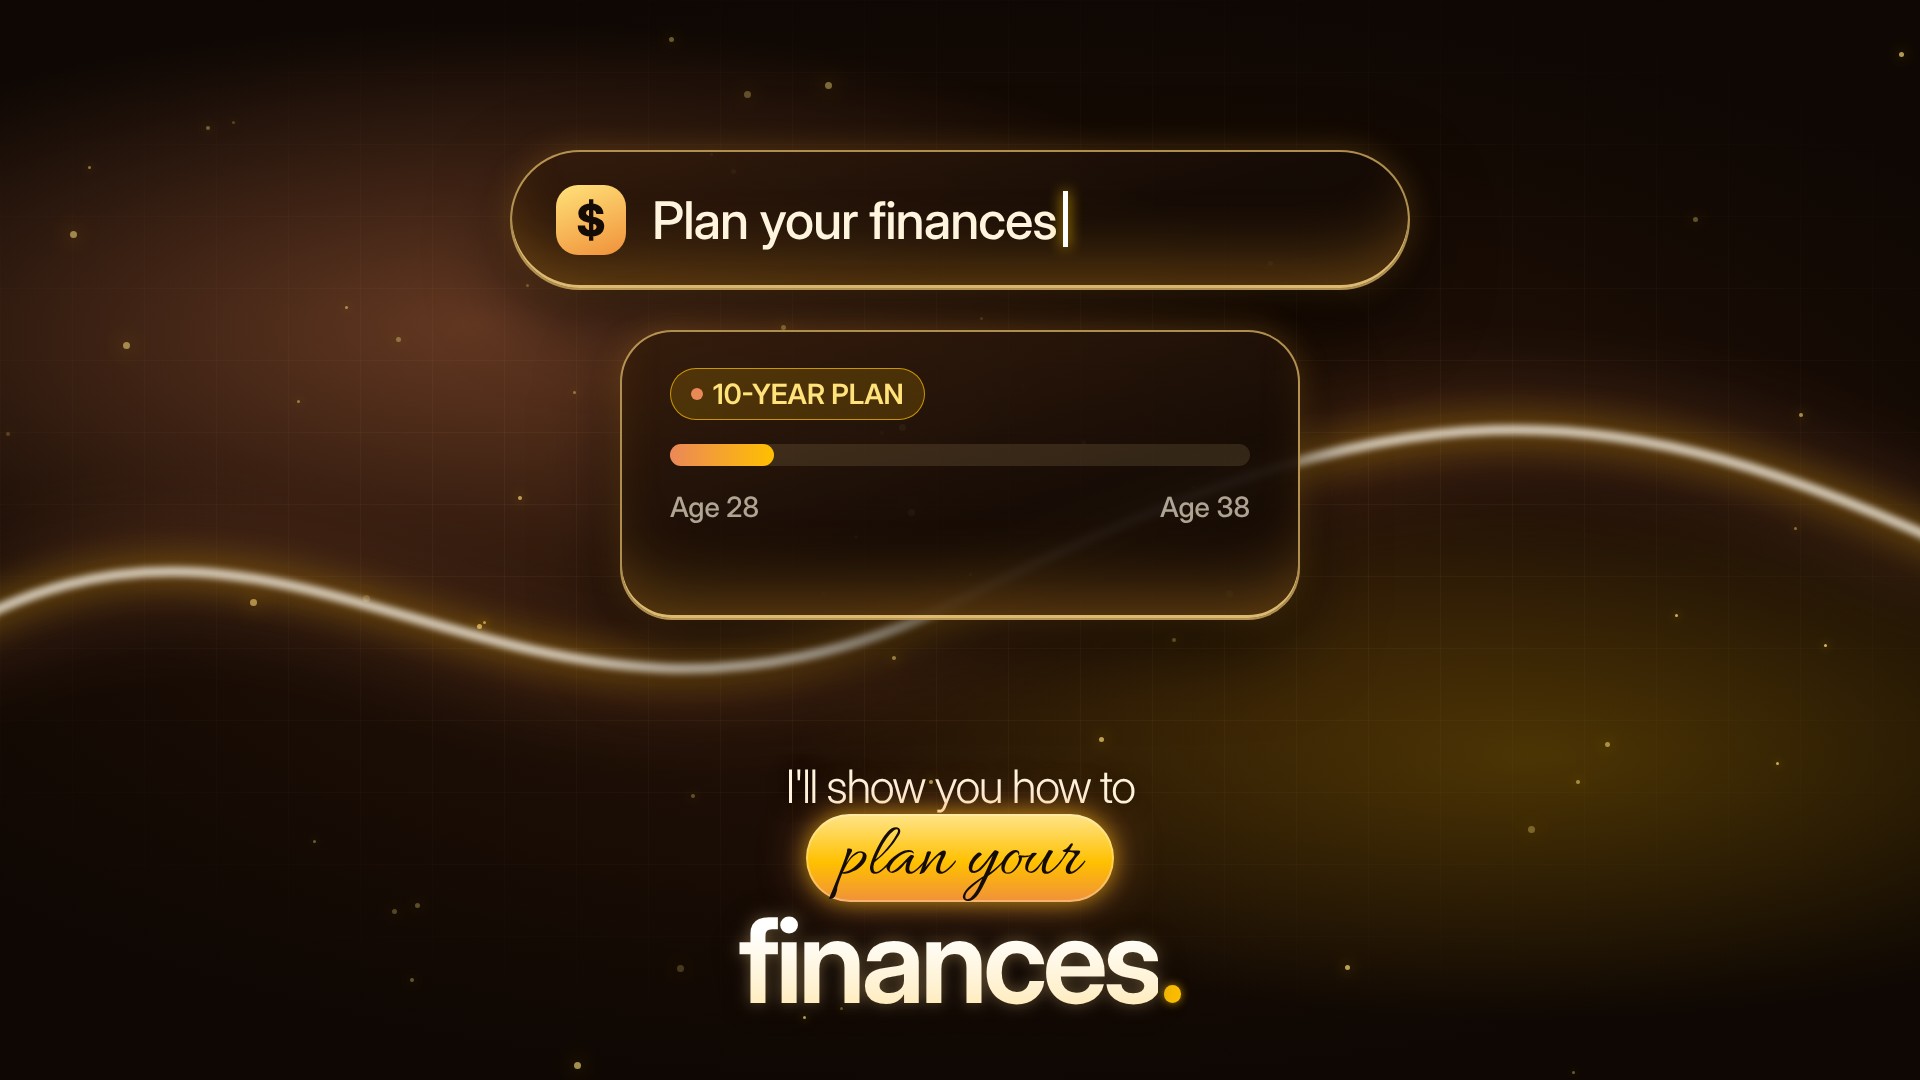 $ Plan your finances
10-YEAR PLAN
Age 28 Age 38
I'll show you how to
plan your
finances.